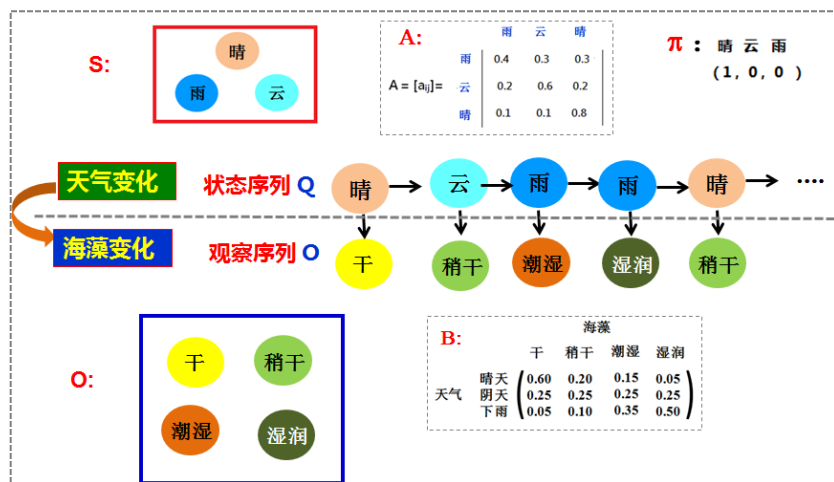 S:
晴
雨
云
A:
雨 云 晴
雨 0.4 0.3 0.3
A = [aij]= 云 0.2 0.6 0.2
晴 0.1 0.1 0.8
π : 晴 云 雨
(1, 0, 0 )
天气变化
状态序列 Q
晴 云 雨 雨 晴 ····
海藻变化
观察序列 O
干 稍干 潮湿 湿润 稍干
O:
干
稍干
潮湿
湿润
B:
海藻
干 稍干 潮湿 湿润
晴天 0.60 0.20 0.15 0.05
天气 阴天 0.25 0.25 0.25 0.25
下雨 0.05 0.10 0.35 0.50